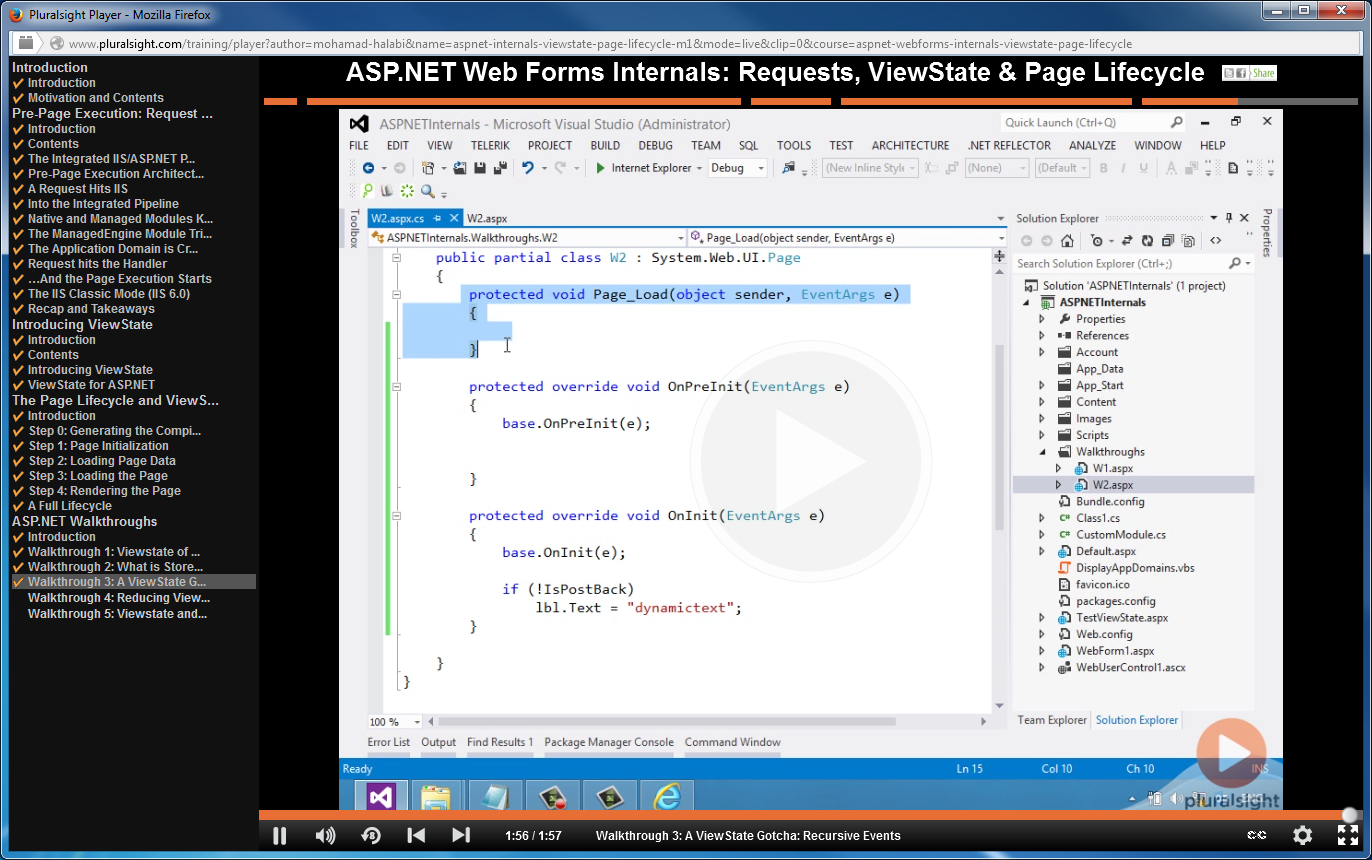 Pluralsight Player - Mozilla Firefox
www.pluralsight.com/training/player?author=mohamad-halabi&name=aspnet-internals-viewstate-page-lifecycle-m1&mode=live&clip=0&course=aspnet-webforms-internals-viewstate-page-lifecycle
Introduction
Introduction
Motivation and Contents
Pre-Page Execution: Request ...
Introduction
Contents
The Integrated IIS/ASP.NET P...
Pre-Page Execution Architect...
A Request Hits IIS
Into the Integrated Pipeline
Native and Managed Modules K...
The ManagedEngine Module Tri...
The Application Domain is Cr...
Request hits the Handler
...And the Page Execution Starts
The IIS Classic Mode (IIS 6.0)
Recap and Takeaways
Introducing ViewState
Introduction
Contents
Introducing ViewState
ViewState for ASP.NET
The Page Lifecycle and ViewS...
Introduction
Step 0: Generating the Compi...
Step 1: Page Initialization
Step 2: Loading Page Data
Step 3: Loading the Page
Step 4: Rendering the Page
A Full Lifecycle
ASP.NET Walkthroughs
Introduction
Walkthrough 1: Viewstate of ...
Walkthrough 2: What is Store...
Walkthrough 3: A ViewState G...
Walkthrough 4: Reducing View...
Walkthrough 5: Viewstate and...
ASP.NET Web Forms Internals: Requests, ViewState & Page Lifecycle
Share
ASPNETInternals - Microsoft Visual Studio (Administrator)
Quick Launch (Ctrl+Q)
FILE EDIT VIEW TELERIK PROJECT BUILD DEBUG TEAM SQL TOOLS TEST ARCHITECTURE .NET REFLECTOR ANALYZE WINDOW HELP
Internet Explorer Debug (New Inline Style (None) (Default B I U A
Toolbox
W2.aspx.cs W2.aspx
ASPNETInternals.Walkthroughs.W2 Page_Load(object sender, EventArgs e)
public partial class W2 : System.Web.UI.Page
{
protected void Page_Load(object sender, EventArgs e)
{
}
protected override void OnPreInit(EventArgs e)
{
base.OnPreInit(e);
}
protected override void OnInit(EventArgs e)
{
base.OnInit(e);
if (!IsPostBack)
lbl.Text = "dynamictext";
}
}
}
100 %
Solution Explorer
Properties
Search Solution Explorer (Ctrl+;)
Solution 'ASPNETInternals' (1 project)
ASPNETInternals
Properties
References
Account
App_Data
App_Start
Content
Images
Scripts
Walkthroughs
W1.aspx
W2.aspx
Bundle.config
C# Class1.cs
C# CustomModule.cs
Default.aspx
DisplayAppDomains.vbs
favicon.ico
packages.config
TestViewState.aspx
Web.config
WebForm1.aspx
WebUserControl1.ascx
Team Explorer Solution Explorer
Error List Output Find Results 1 Package Manager Console Command Window
Ready Ln 15 Col 10 Ch 10 INS
pluralsight
1:56 / 1:57 Walkthrough 3: A ViewState Gotcha: Recursive Events
CC